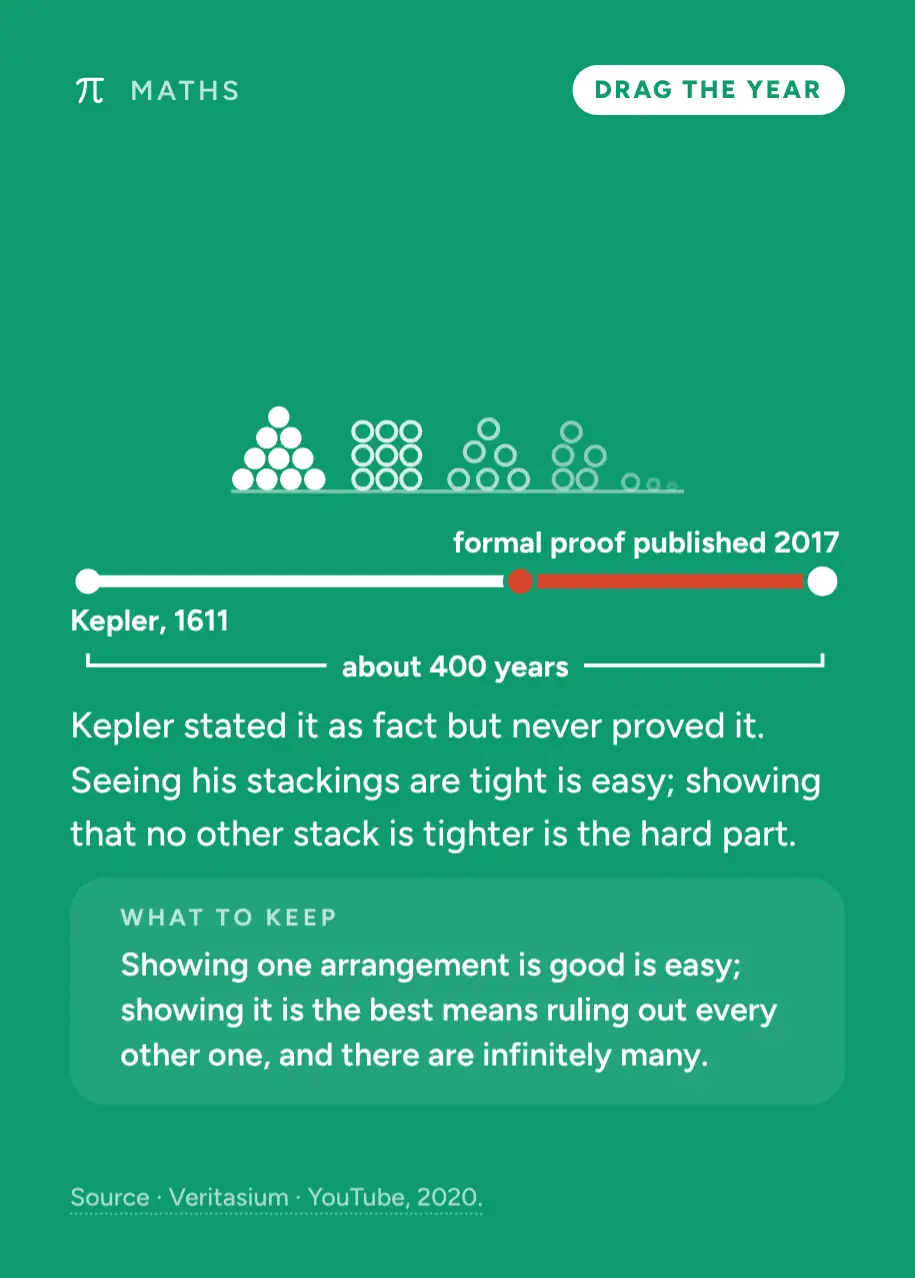 π MATHS
DRAG THE YEAR
formal proof published 2017
Kepler, 1611
about 400 years
Kepler stated it as fact but never proved it.
Seeing his stackings are tight is easy; showing
that no other stack is tighter is the hard part.
WHAT TO KEEP
Showing one arrangement is good is easy;
showing it is the best means ruling out every
other one, and there are infinitely many.
Source · Veritasium · YouTube, 2020.